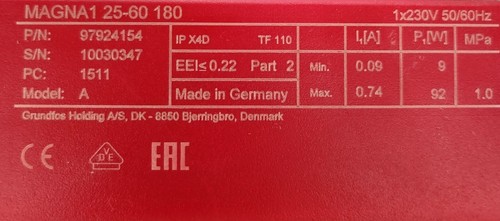 MAGNA1 25-60 180 1x230V 50/60Hz
P/N: 97924154 IP X4D TF 110 I₁[A] P₁[W] MPa
S/N: 10030347 EEI≤ 0.22 Part 2 Min. 0.09 9
PC: 1511
Model: A Made in Germany Max. 0.74 92 1.0
Grundfos Holding A/S, DK - 8850 Bjerringbro, Denmark
CE VDE EAC